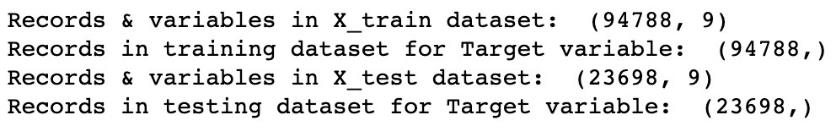 Records & variables in X_train dataset:  (94788, 9)
Records in training dataset for Target variable:  (94788,)
Records & variables in X_test dataset:  (23698, 9)
Records in testing dataset for Target variable:  (23698,)